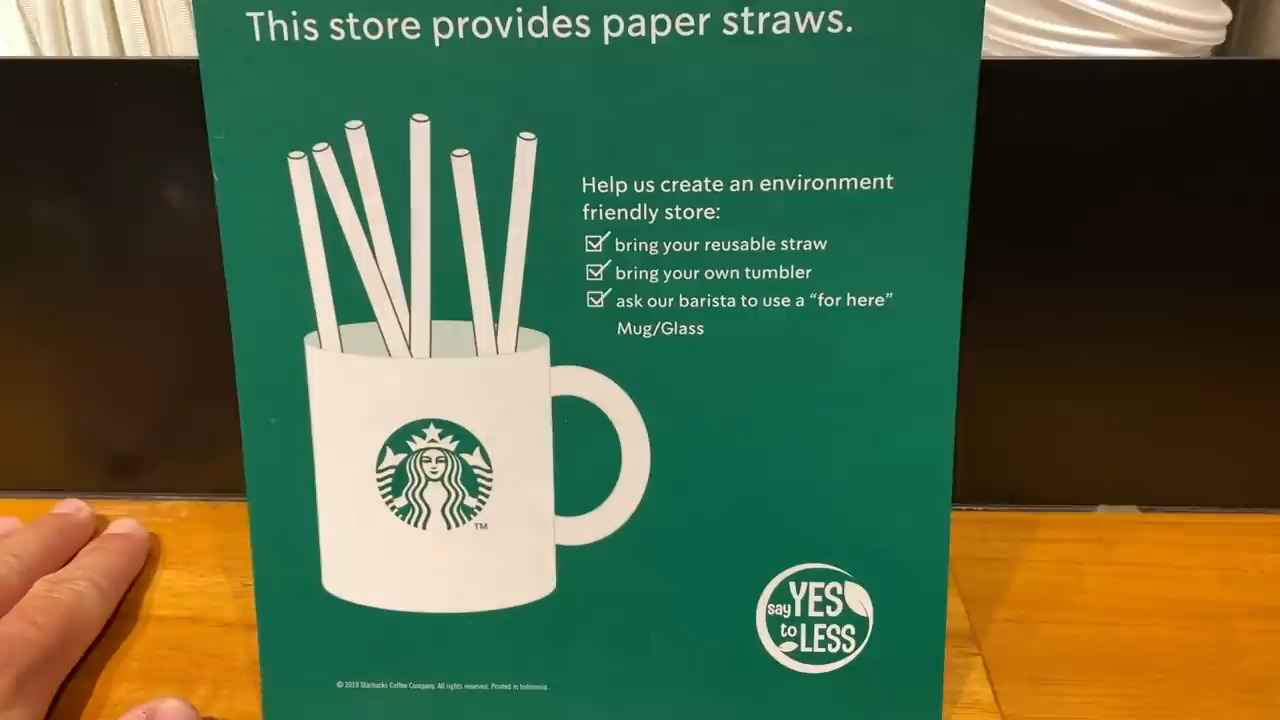 This store provides paper straws.
Help us create an environment
friendly store:
bring your reusable straw
bring your own tumbler
ask our barista to use a “for here”
Mug/Glass
TM
say YES
to LESS
© 2019 Starbucks Coffee Company. All rights reserved. Printed in Indonesia.